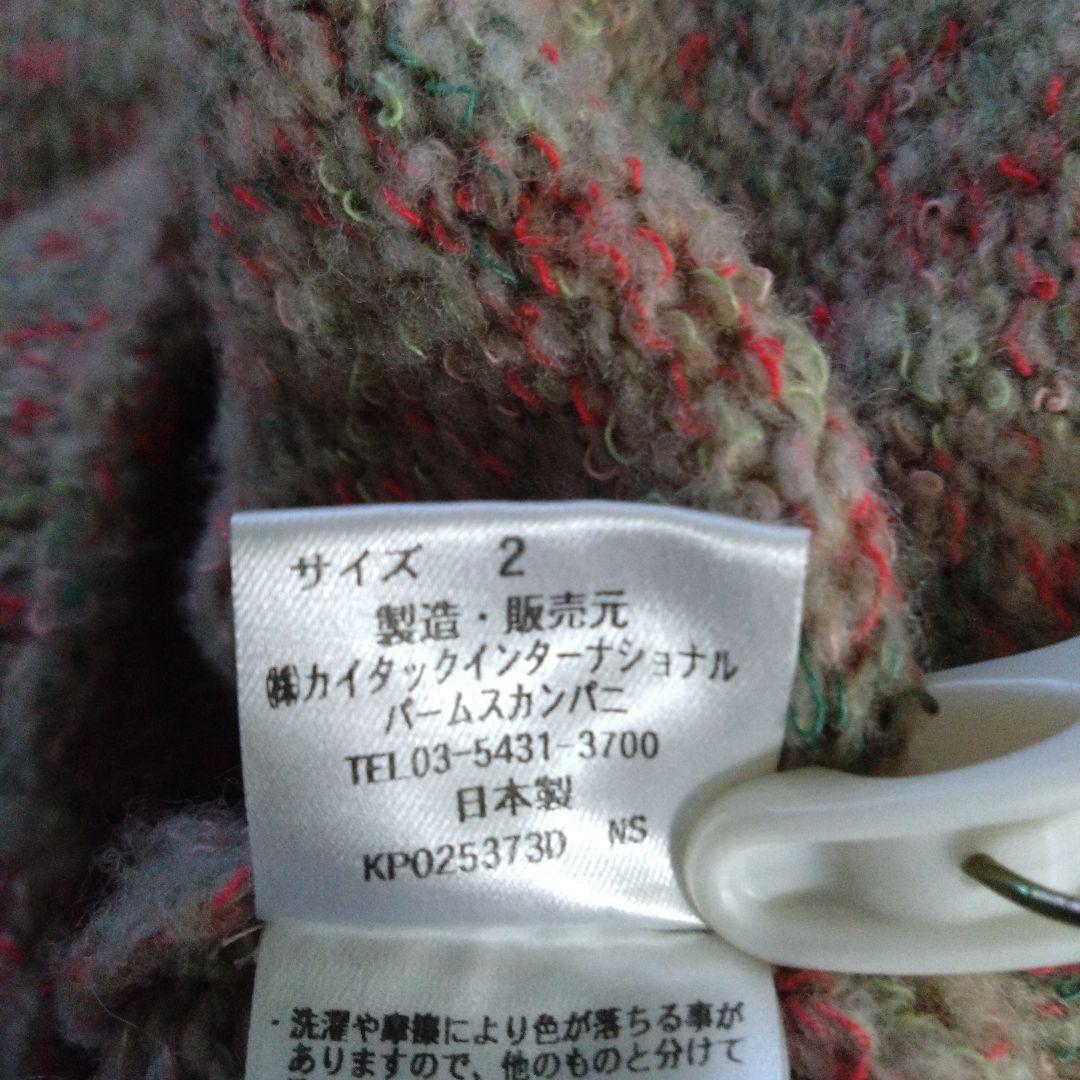 サイズ 2
製造・販売元
㈱カイタックインターナショナル
パームスカンパニ
TEL03-5431-3700
日本製
KP025373D NS
・洗濯や摩擦により色が落ちる事が
ありますので、他のものと分けて